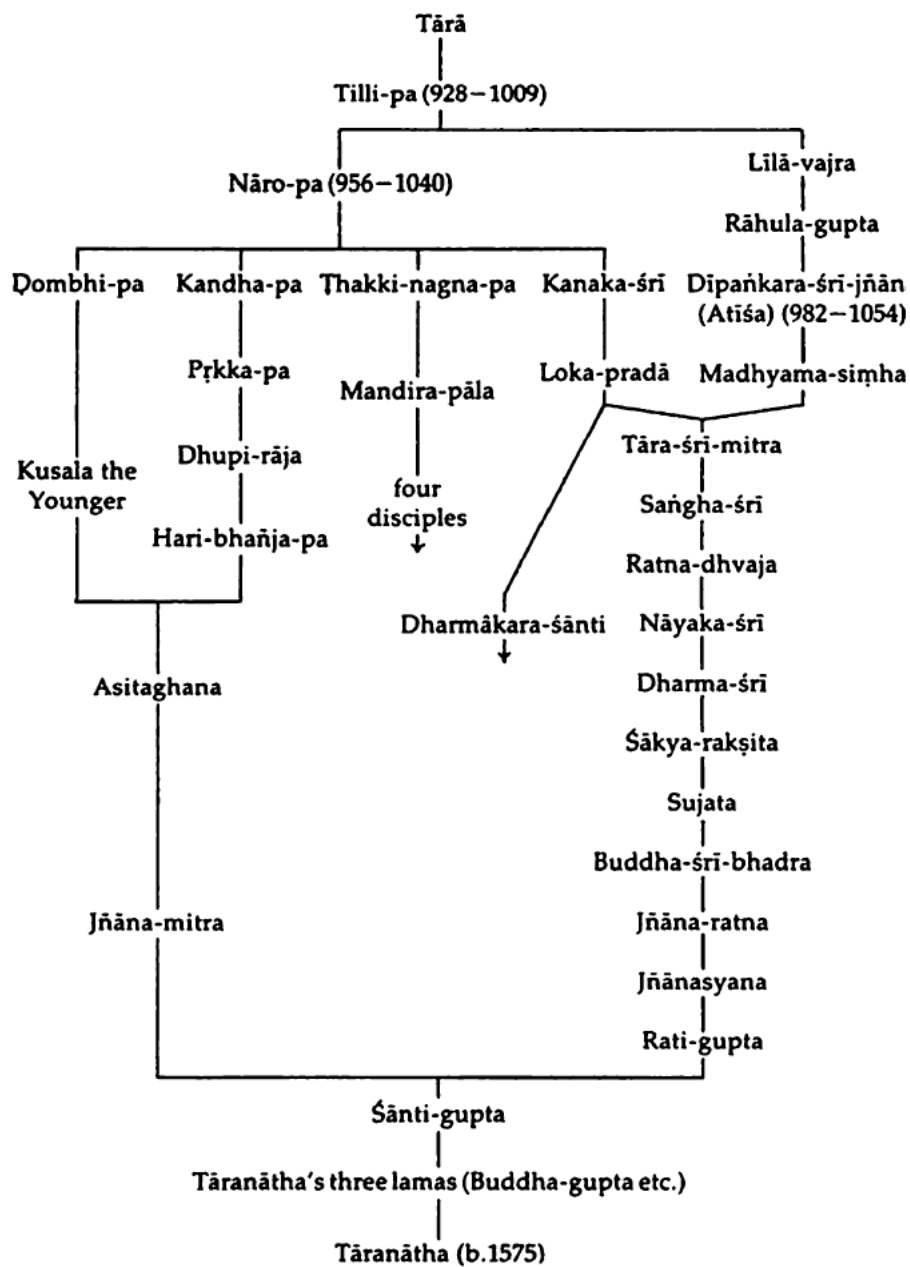 Tārā
Tilli-pa (928–1009)
Līlā-vajra
Nāro-pa (956–1040)
Rāhula-gupta
Ḍombhi-pa
Kandha-pa
Ṭhakki-nagna-pa
Kanaka-śrī
Dīpaṅkara-śrī-jñān
(Atīśa) (982–1054)
Pṛkka-pa
Mandira-pāla
Loka-pradā
Madhyama-siṃha
Dhupi-rāja
Tāra-śrī-mitra
Kusala the
Younger
four
disciples
Saṅgha-śrī
Hari-bhañja-pa
Ratna-dhvaja
Dharmâkara-śānti
Nāyaka-śrī
Asitaghana
Dharma-śrī
Śākya-rakṣita
Sujata
Buddha-śrī-bhadra
Jñāna-mitra
Jñāna-ratna
Jñānasyana
Rati-gupta
Śānti-gupta
Tāranātha's three lamas (Buddha-gupta etc.)
Tāranātha (b.1575)